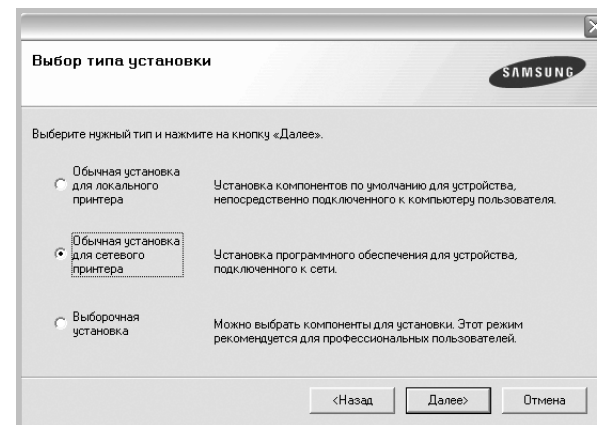 Выбор типа установки
SAMSUNG
Выберите нужный тип и нажмите на кнопку «Далее».
Обычная установка
для локального
принтера
Установка компонентов по умолчанию для устройства,
непосредственно подключенного к компьютеру пользователя.
Обычная установка
для сетевого
принтера
Установка программного обеспечения для устройства,
подключенного к сети.
Выборочная
установка
Можно выбрать компоненты для установки. Этот режим
рекомендуется для профессиональных пользователей.
<Назад
Далее>
Отмена